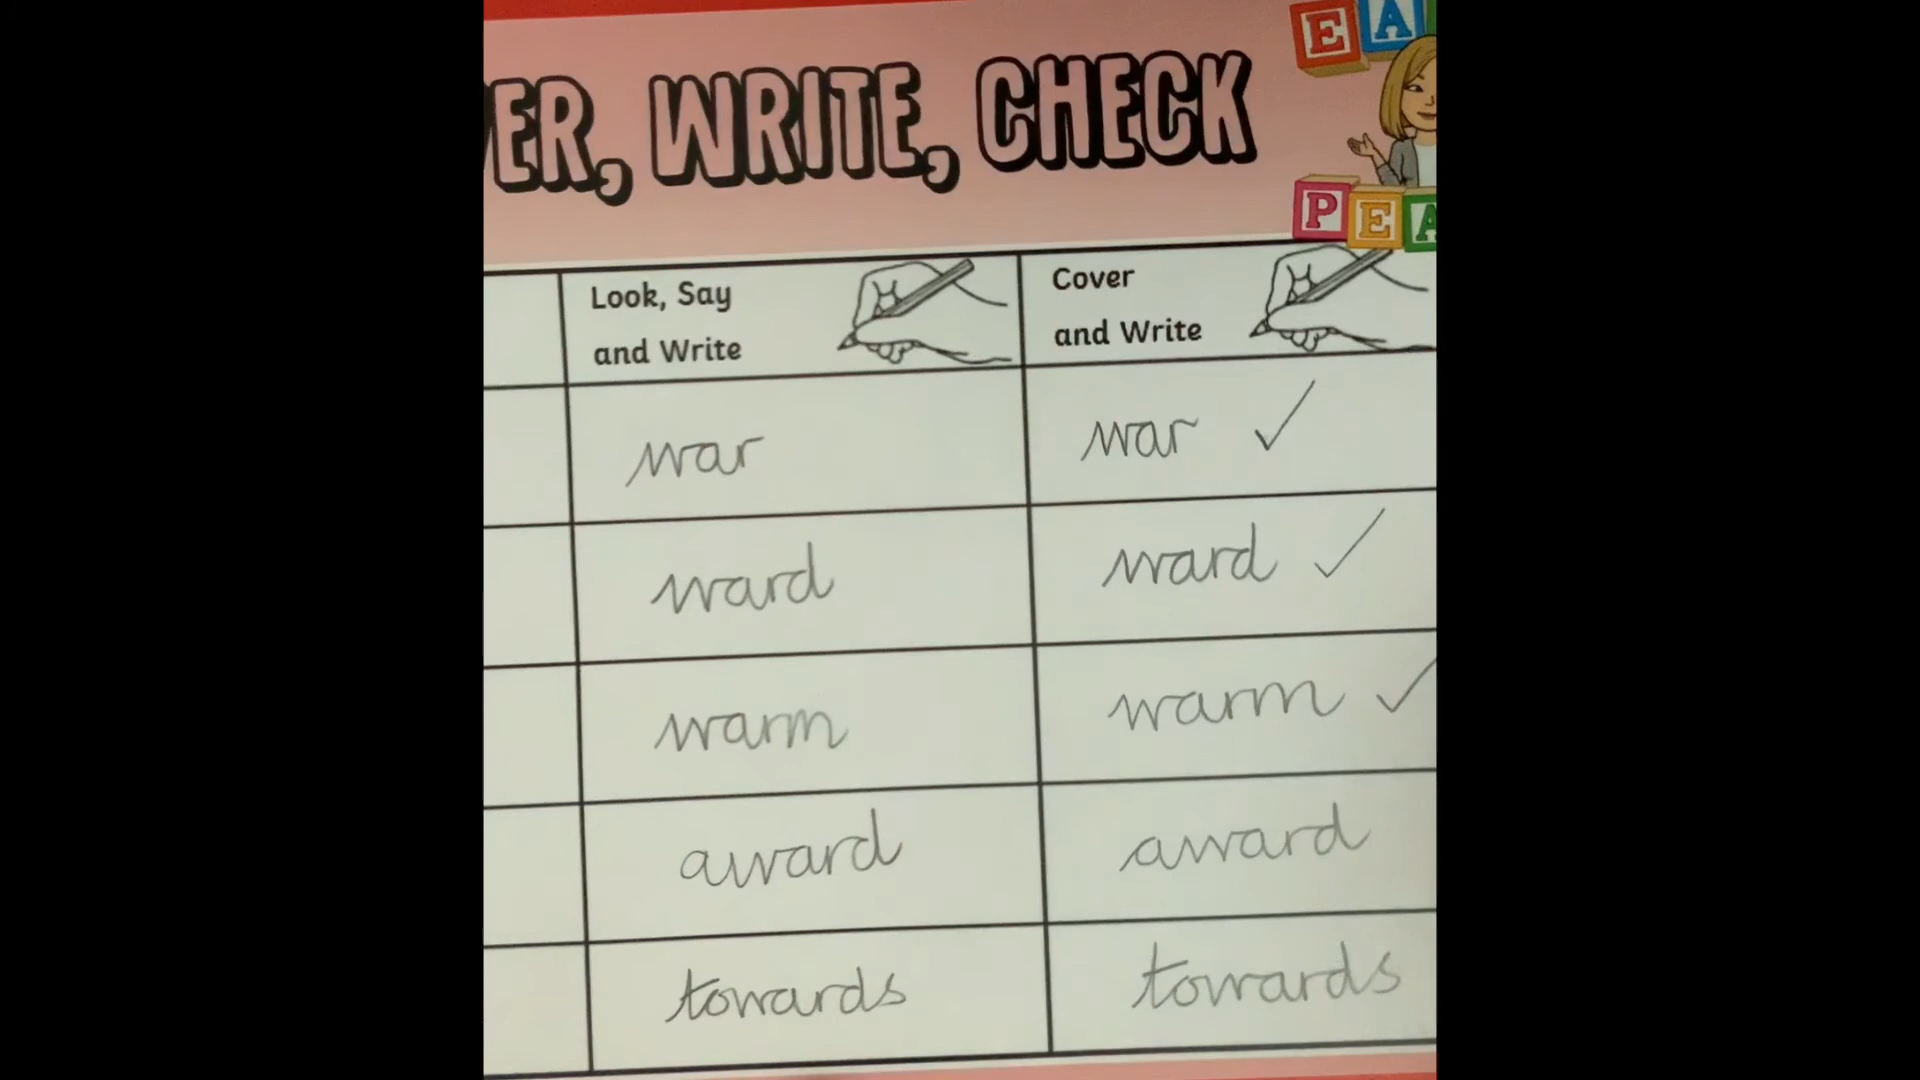 ER, WRITE, CHECK
E A
P E A
Look, Say
and Write
Cover
and Write
war
war ✓
ward
ward ✓
warm
warm ✓
award
award
towards
towards